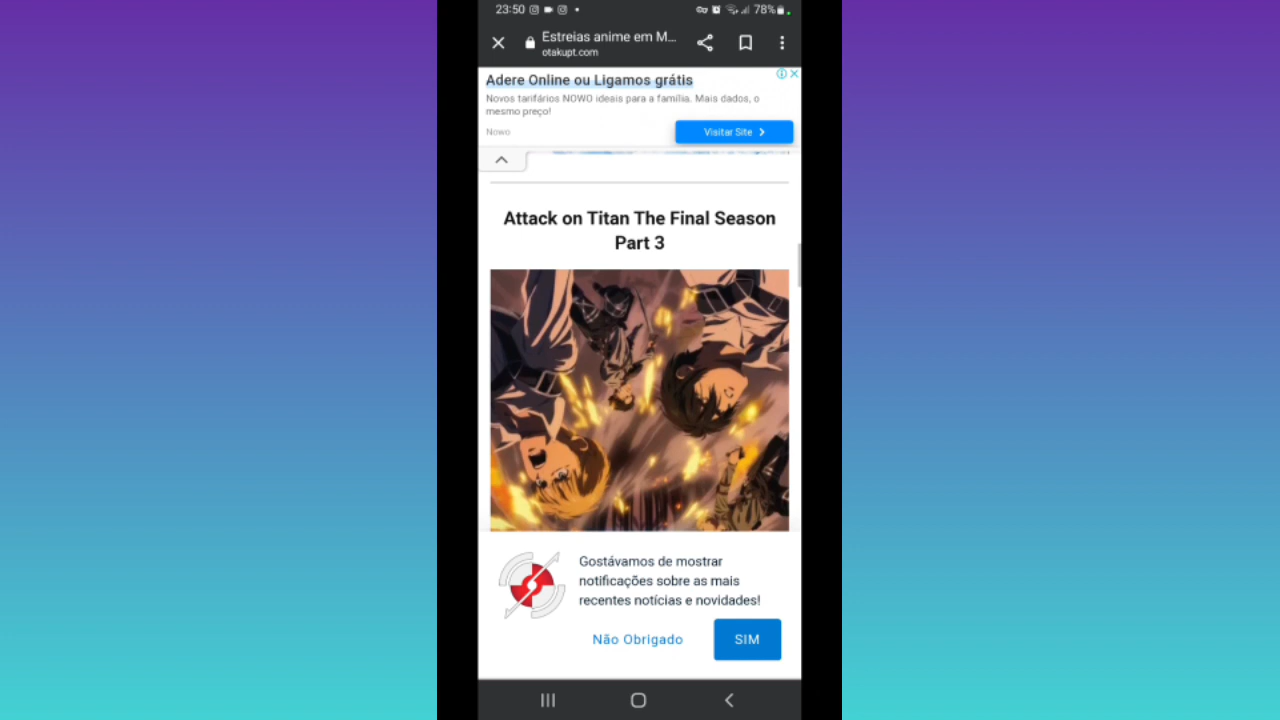 23:50
78%
Estreias anime em M...
otakupt.com
Adere Online ou Ligamos grátis
Novos tarifários NOWO ideais para a família. Mais dados, o
mesmo preço!
Nowo
Visitar Site
Attack on Titan The Final Season
Part 3
Gostávamos de mostrar
notificações sobre as mais
recentes notícias e novidades!
Não Obrigado
SIM